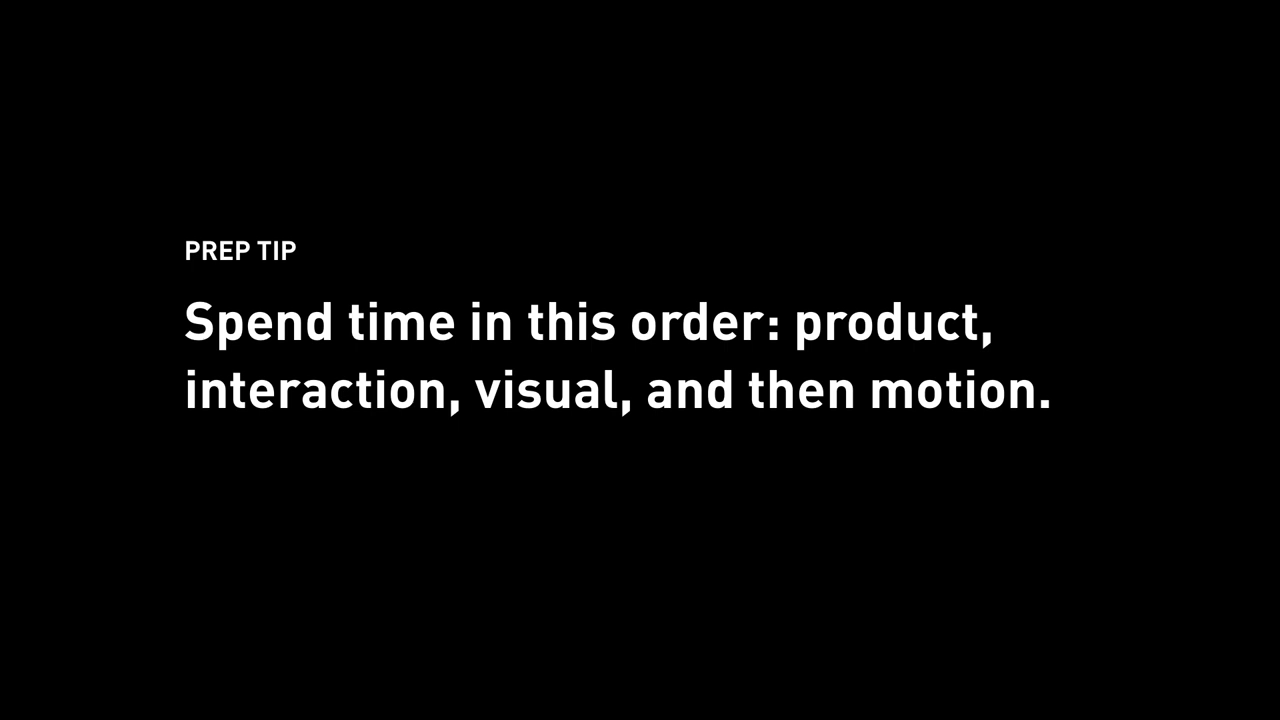 PREP TIP
Spend time in this order: product,
interaction, visual, and then motion.